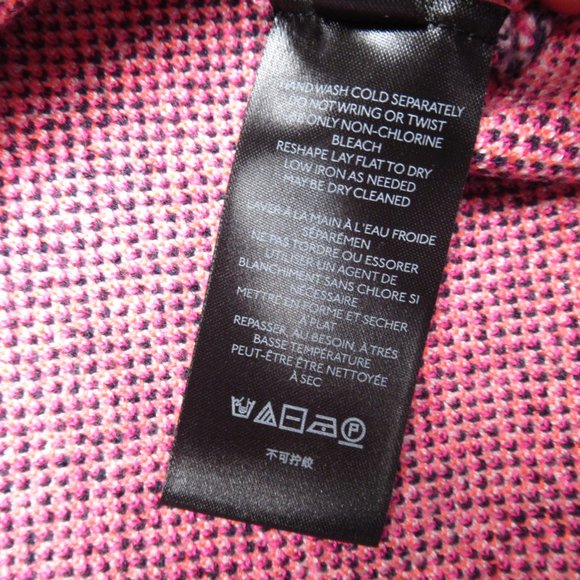 HAND WASH COLD SEPARATELY
DO NOT WRING OR TWIST
USE ONLY NON-CHLORINE
BLEACH
RESHAPE LAY FLAT TO DRY
LOW IRON AS NEEDED
MAY BE DRY CLEANED
LAVER À LA MAIN À L'EAU FROIDE
SÉPARÉMEN
NE PAS TORDRE OU ESSORER
UTILISER UN AGENT DE
BLANCHIMENT SANS CHLORE SI
NÉCESSAIRE
METTRE EN FORME ET SECHER
À PLAT
REPASSER, AU BESOIN, À TRÉS
BASSE TEMPÉRATURE
PEUT-ÊTRE ÊTRE NETTOYÉE
À SEC
P
不可拧绞